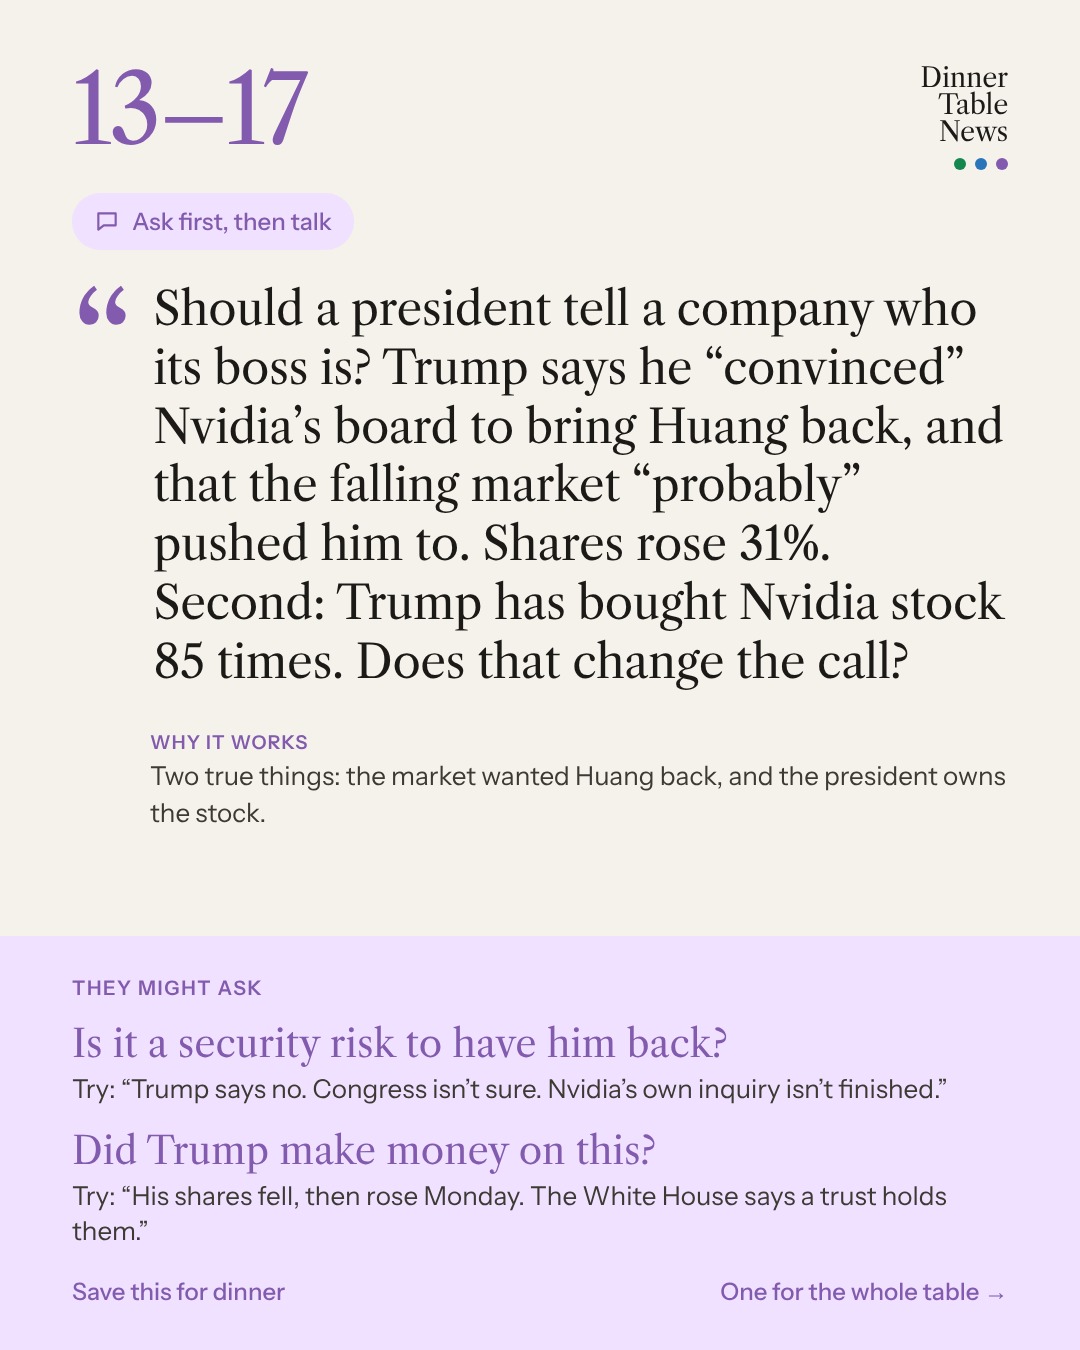 13–17
Dinner
Table
News
Ask first, then talk
“Should a president tell a company who
its boss is? Trump says he “convinced”
Nvidia’s board to bring Huang back, and
that the falling market “probably”
pushed him to. Shares rose 31%.
Second: Trump has bought Nvidia stock
85 times. Does that change the call?
WHY IT WORKS
Two true things: the market wanted Huang back, and the president owns
the stock.
THEY MIGHT ASK
Is it a security risk to have him back?
Try: “Trump says no. Congress isn’t sure. Nvidia’s own inquiry isn’t finished.”
Did Trump make money on this?
Try: “His shares fell, then rose Monday. The White House says a trust holds
them.”
Save this for dinner
One for the whole table →